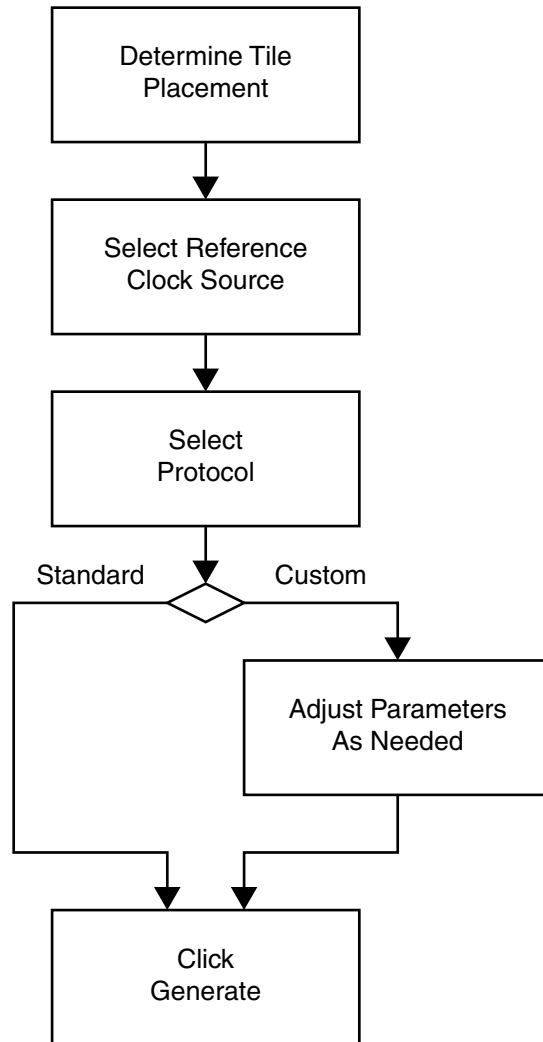 Determine Tile
Placement
Select Reference
Clock Source
Select
Protocol
Standard
Custom
Adjust Parameters
As Needed
Click
Generate